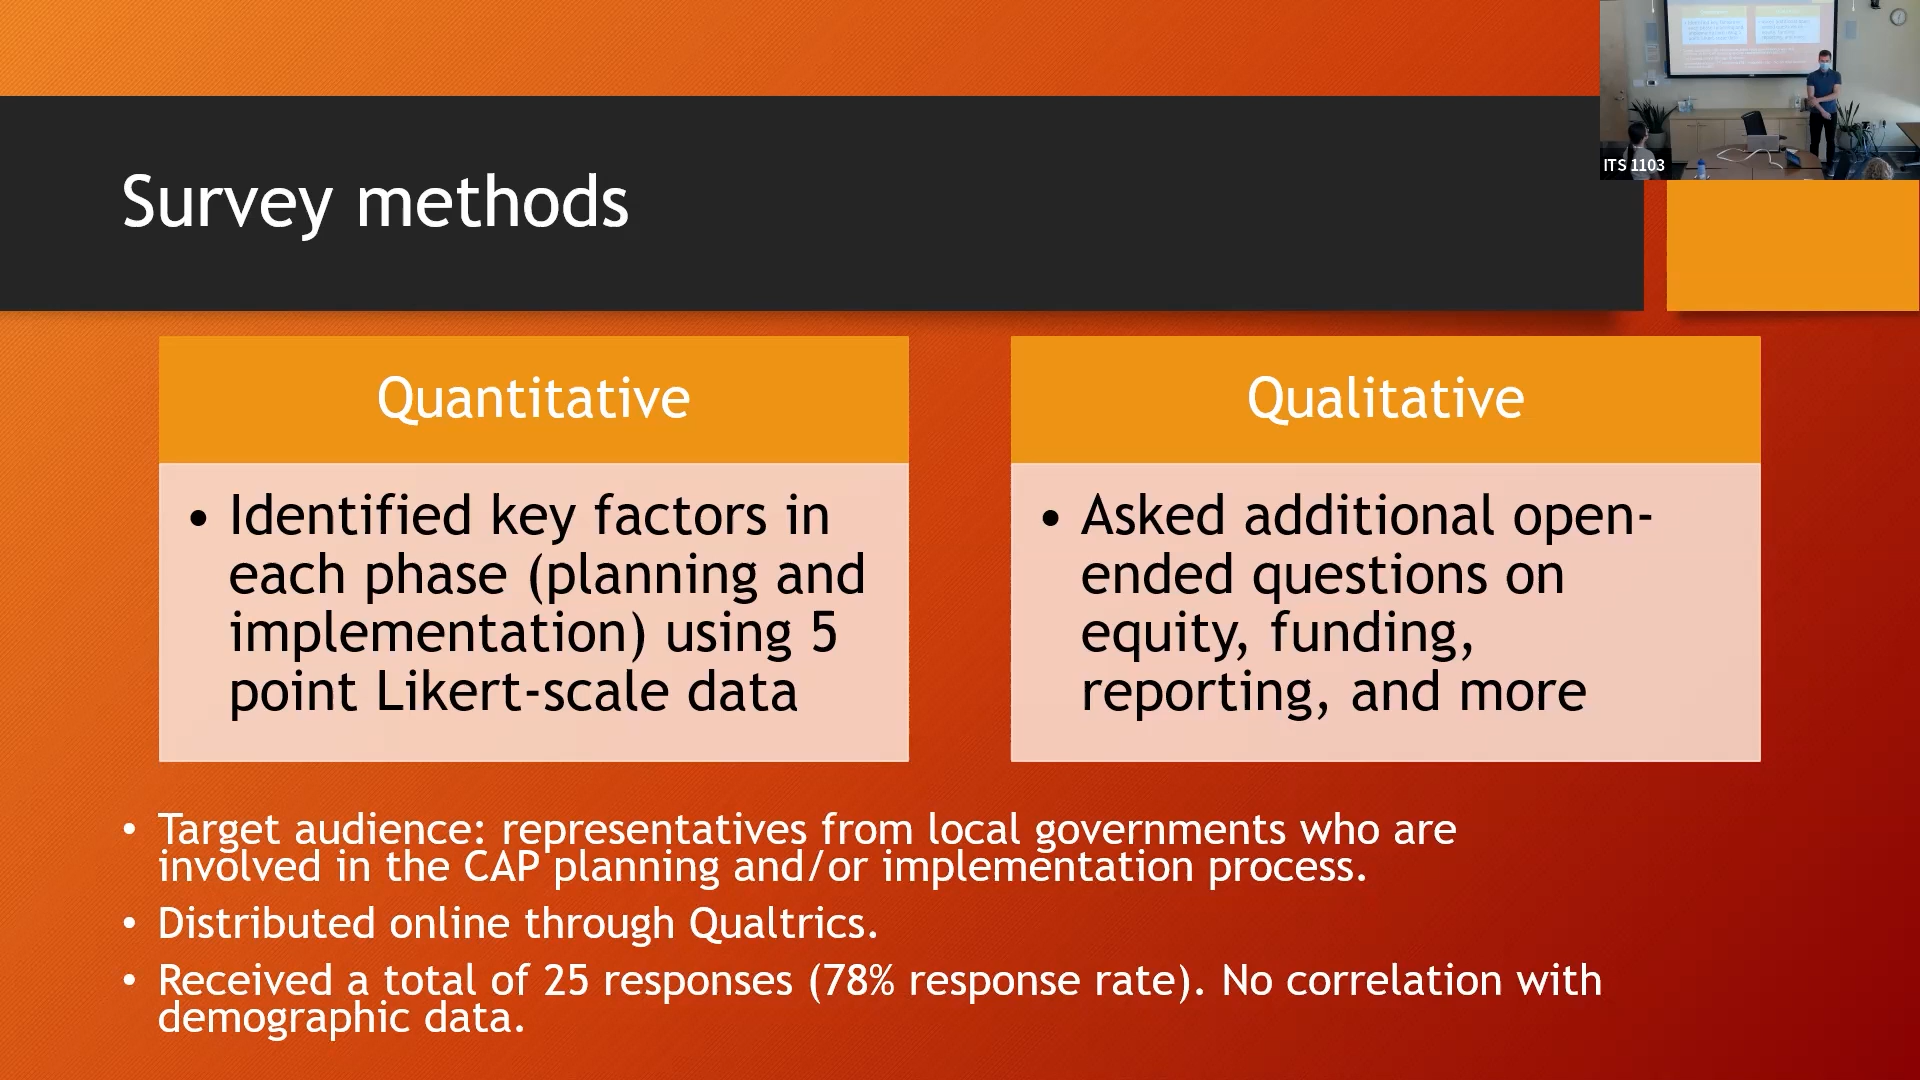 ITS 1103
Survey methods
Quantitative
• Identified key factors in
each phase (planning and
implementation) using 5
point Likert-scale data
Qualitative
• Asked additional open-
ended questions on
equity, funding,
reporting, and more
• Target audience: representatives from local governments who are
involved in the CAP planning and/or implementation process.
• Distributed online through Qualtrics.
• Received a total of 25 responses (78% response rate). No correlation with
demographic data.